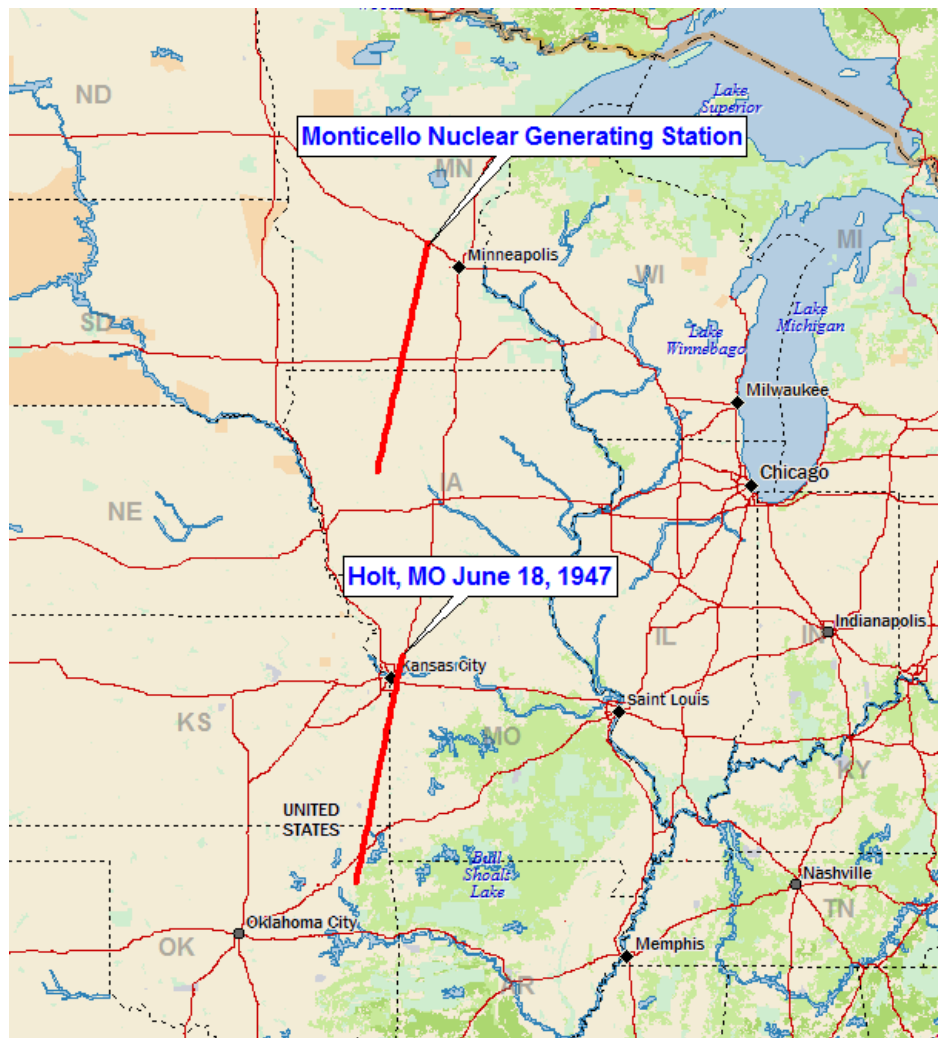 Lake
Superior
ND
Monticello Nuclear Generating Station
MN
MI
Minneapolis
WI
SD
Lake
Michigan
Lake
Winnebago
Milwaukee
Chicago
IA
NE
Holt, MO June 18, 1947
Indianapolis
IL
IN
Kansas City
Saint Louis
KS
MO
KY
UNITED
STATES
Bull
Shoals
Lake
Nashville
TN
Oklahoma City
OK
Memphis
AR